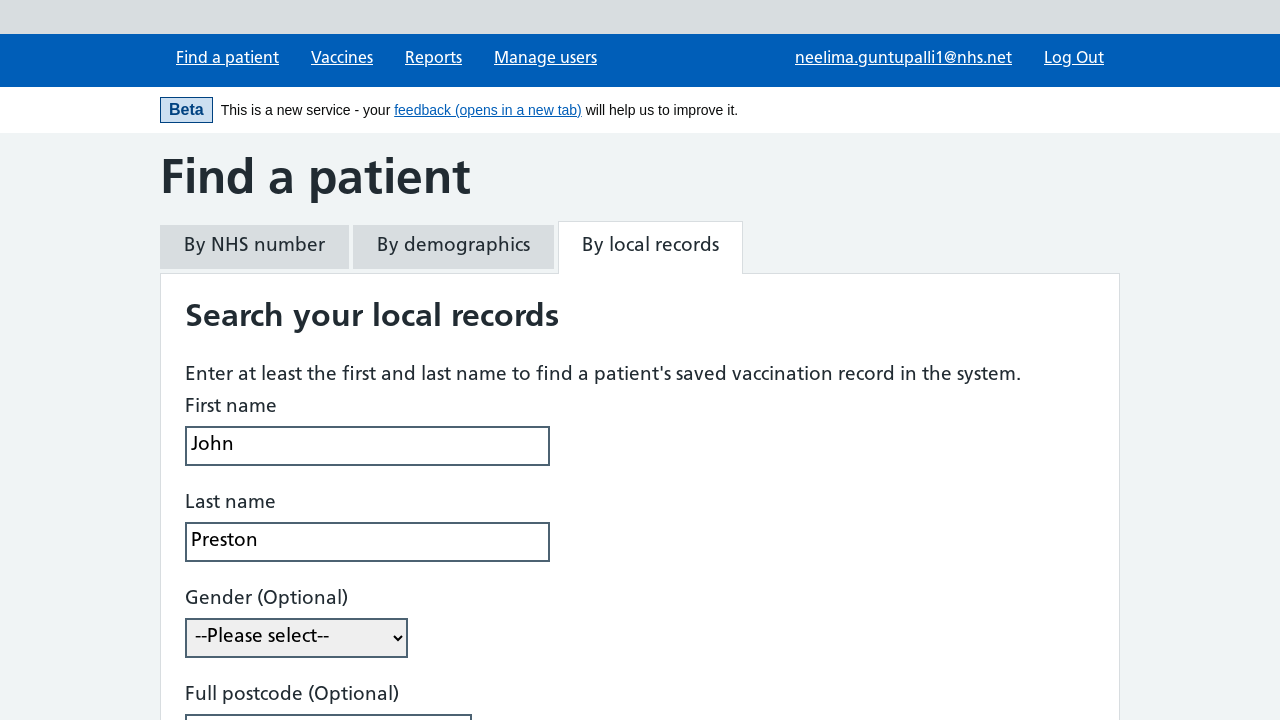 Find a patient Vaccines Reports Manage users neelima.guntupalli1@nhs.net Log Out
Beta This is a new service - your feedback (opens in a new tab) will help us to improve it.
Find a patient
By NHS number By demographics By local records
Search your local records
Enter at least the first and last name to find a patient's saved vaccination record in the system.
First name
John
Last name
Preston
Gender (Optional)
--Please select--
Full postcode (Optional)